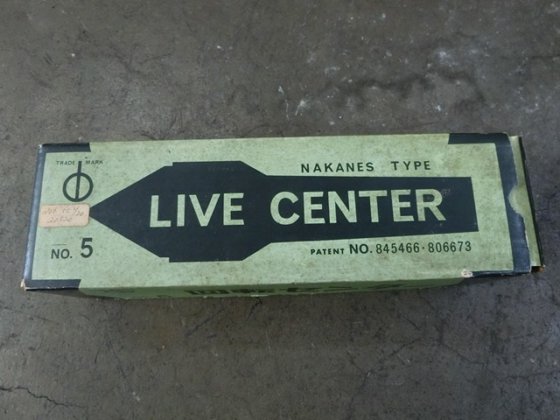 TRADE MARK
NAKANES TYPE
LIVE CENTER
NO. 5
PATENT NO. 845466·806673